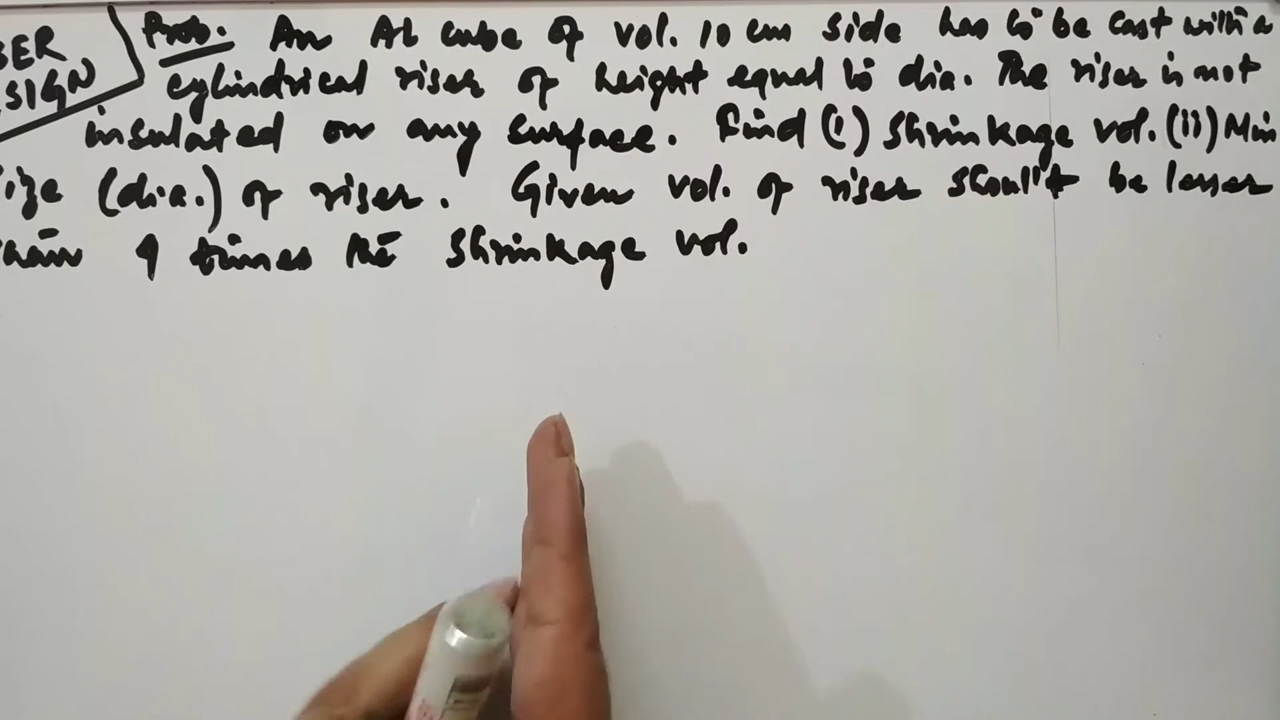 SER
SIGN
Prob. An Al cube of vol. 10 cm side has to be cast with a
cylindrical riser of height equal to dia. The riser is not
insulated on any surface. Find (i) Shrinkage vol. (ii) Min
ize (dia.) of riser. Given vol. of riser shouldn't be lesser
than 4 times the shrinkage vol.